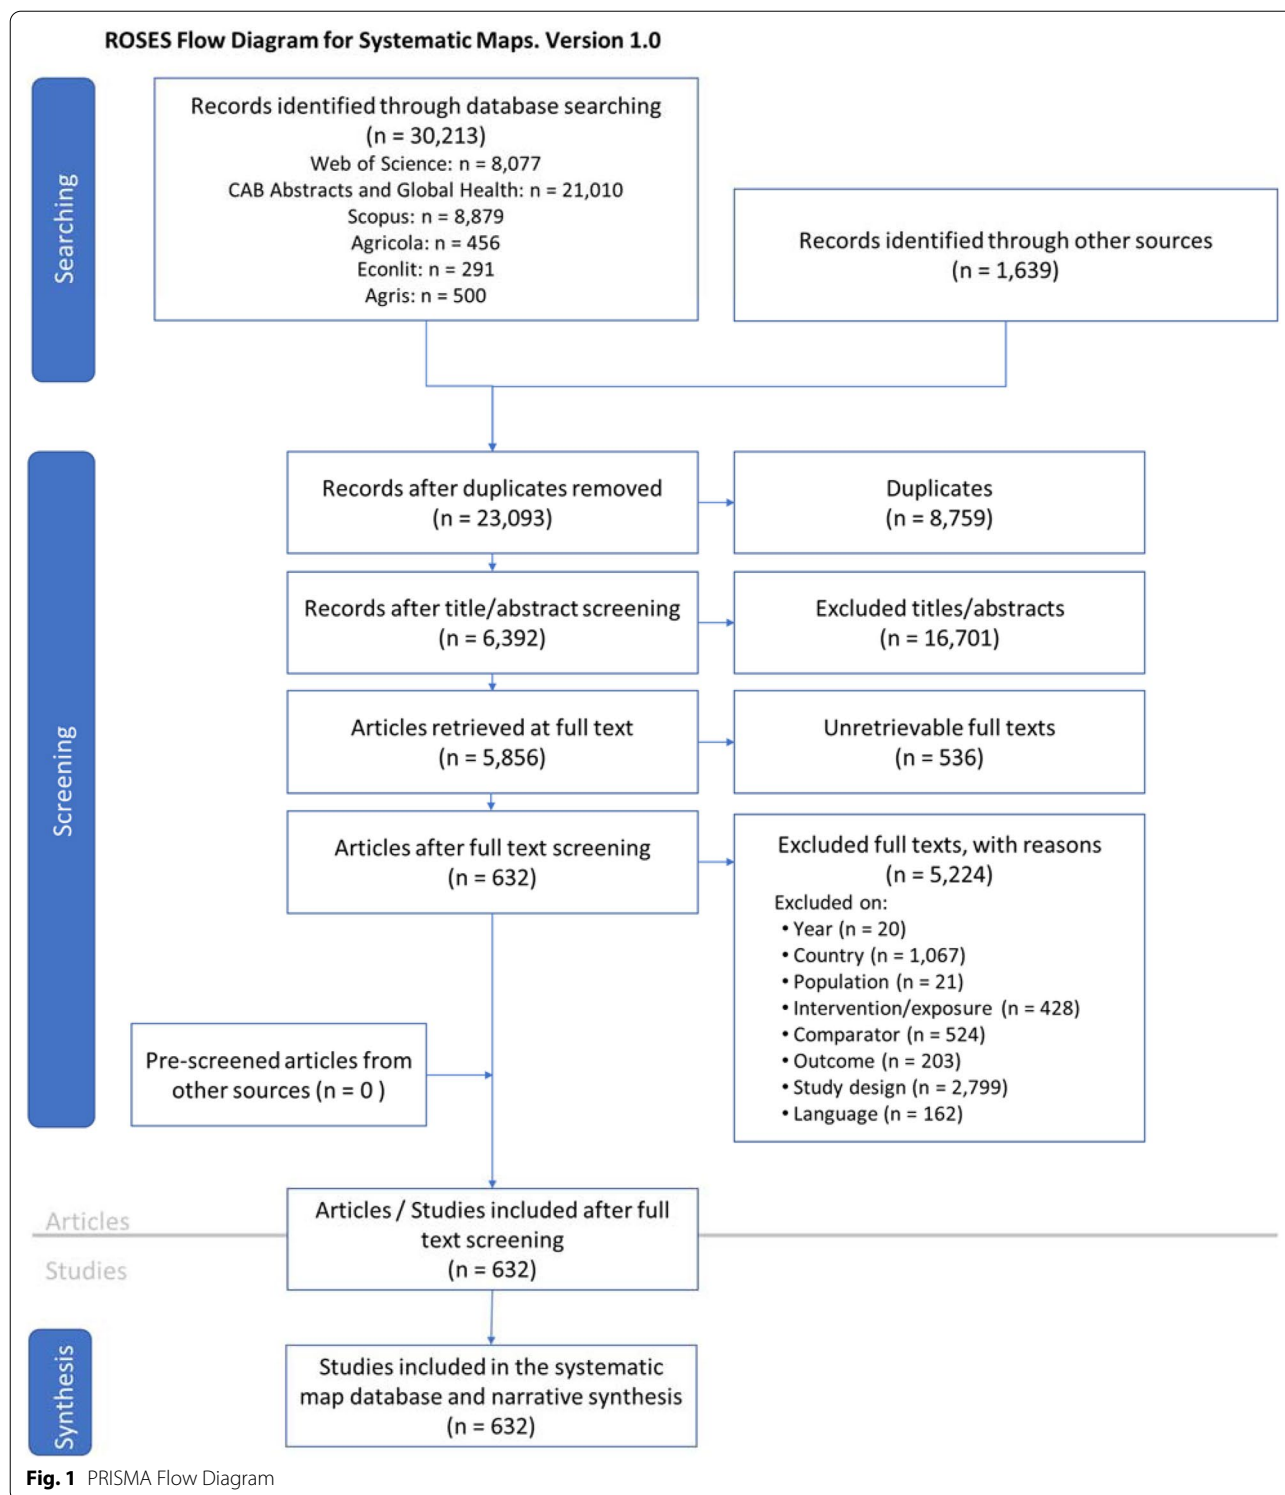 ROSES Flow Diagram for Systematic Maps. Version 1.0
Searching
Records identified through database searching
(n = 30,213)
Web of Science: n = 8,077
CAB Abstracts and Global Health: n = 21,010
Scopus: n = 8,879
Agricola: n = 456
Econlit: n = 291
Agris: n = 500
Records identified through other sources
(n = 1,639)
Screening
Records after duplicates removed
(n = 23,093)
Duplicates
(n = 8,759)
Records after title/abstract screening
(n = 6,392)
Excluded titles/abstracts
(n = 16,701)
Articles retrieved at full text
(n = 5,856)
Unretrievable full texts
(n = 536)
Articles after full text screening
(n = 632)
Excluded full texts, with reasons
(n = 5,224)
Excluded on:
• Year (n = 20)
• Country (n = 1,067)
• Population (n = 21)
• Intervention/exposure (n = 428)
• Comparator (n = 524)
• Outcome (n = 203)
• Study design (n = 2,799)
• Language (n = 162)
Pre-screened articles from
other sources (n = 0 )
Articles
Studies
Articles / Studies included after full
text screening
(n = 632)
Synthesis
Studies included in the systematic
map database and narrative synthesis
(n = 632)
Fig. 1 PRISMA Flow Diagram